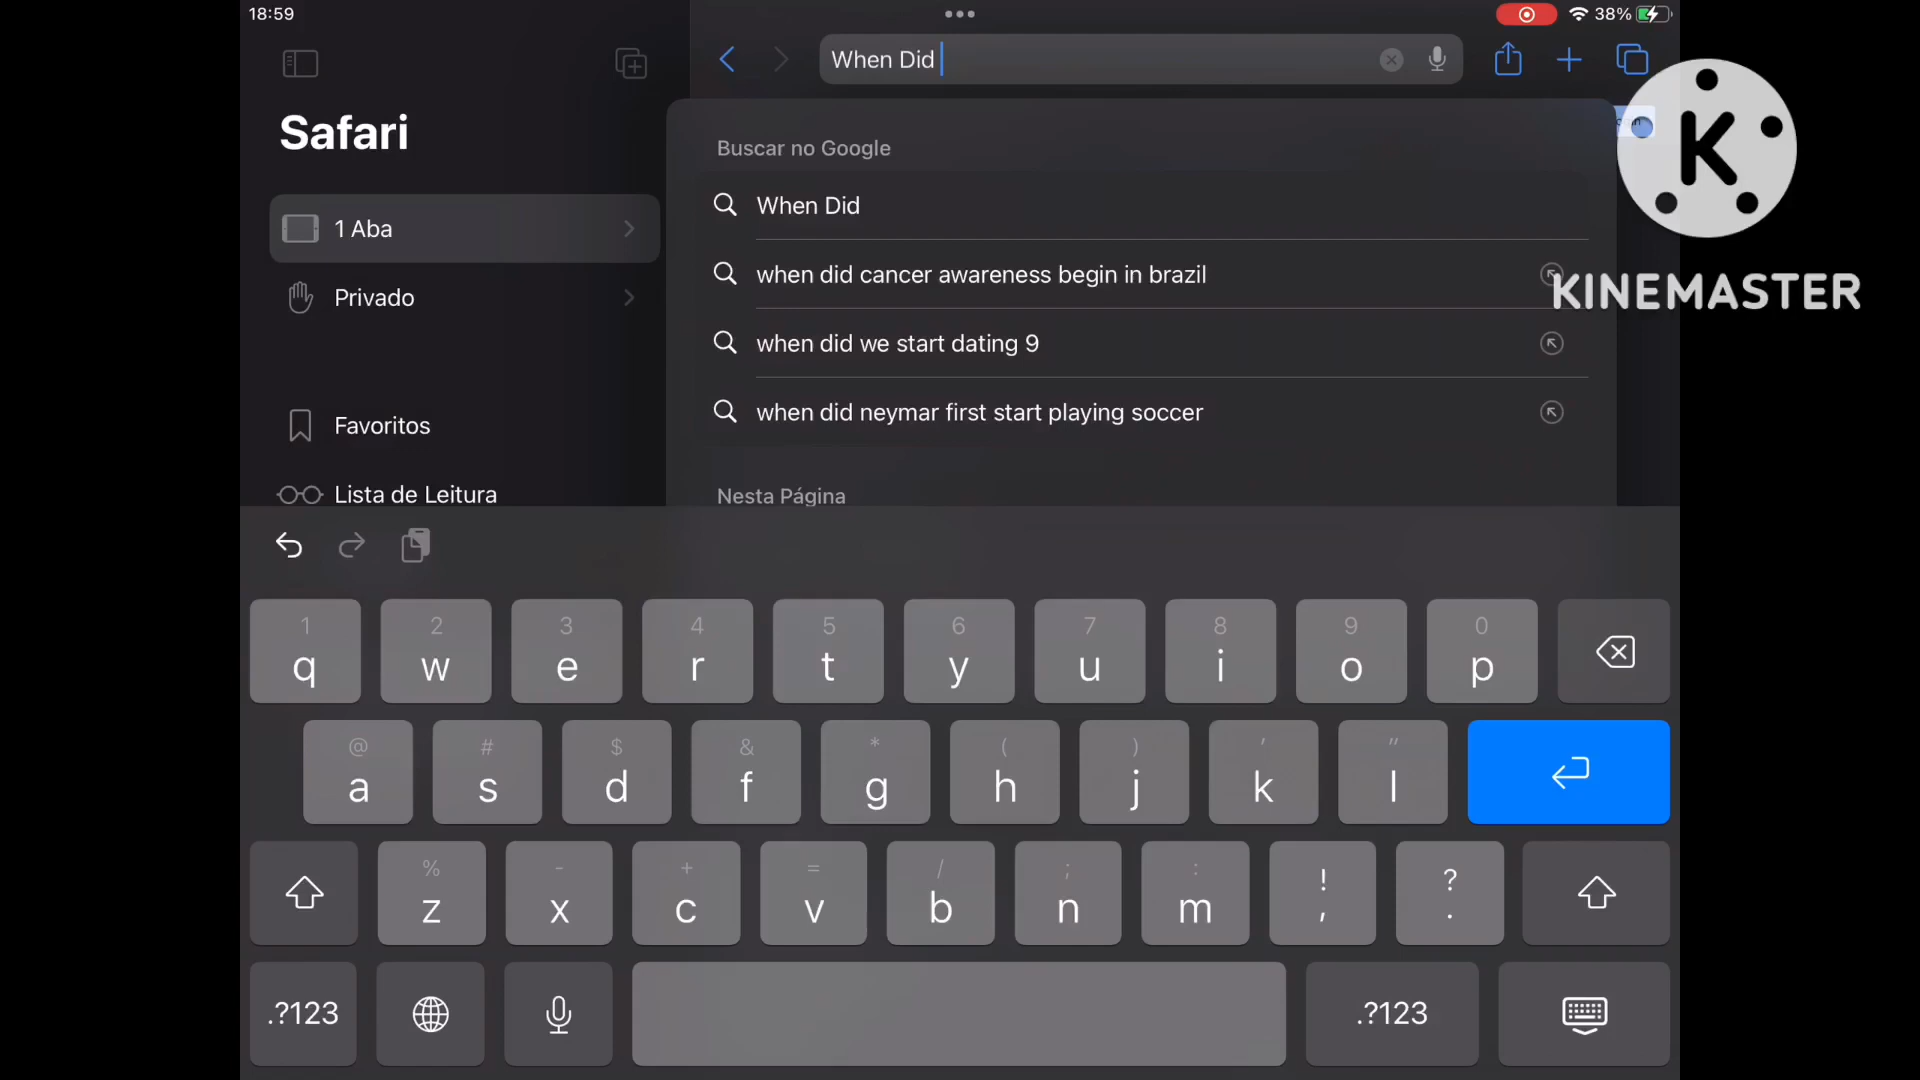 18:59
38%
When Did
Safari
1 Aba
Privado
Favoritos
Lista de Leitura
Buscar no Google
When Did
when did cancer awareness begin in brazil
when did we start dating 9
when did neymar first start playing soccer
Nesta Página
K
KINEMASTER
1 2 3 4 5 6 7 8 9 0
q w e r t y u i o p
@ # $ & * ( ) ' "
a s d f g h j k l
% - + = / ; : ! ?
z x c v b n m , .
.?123 .?123